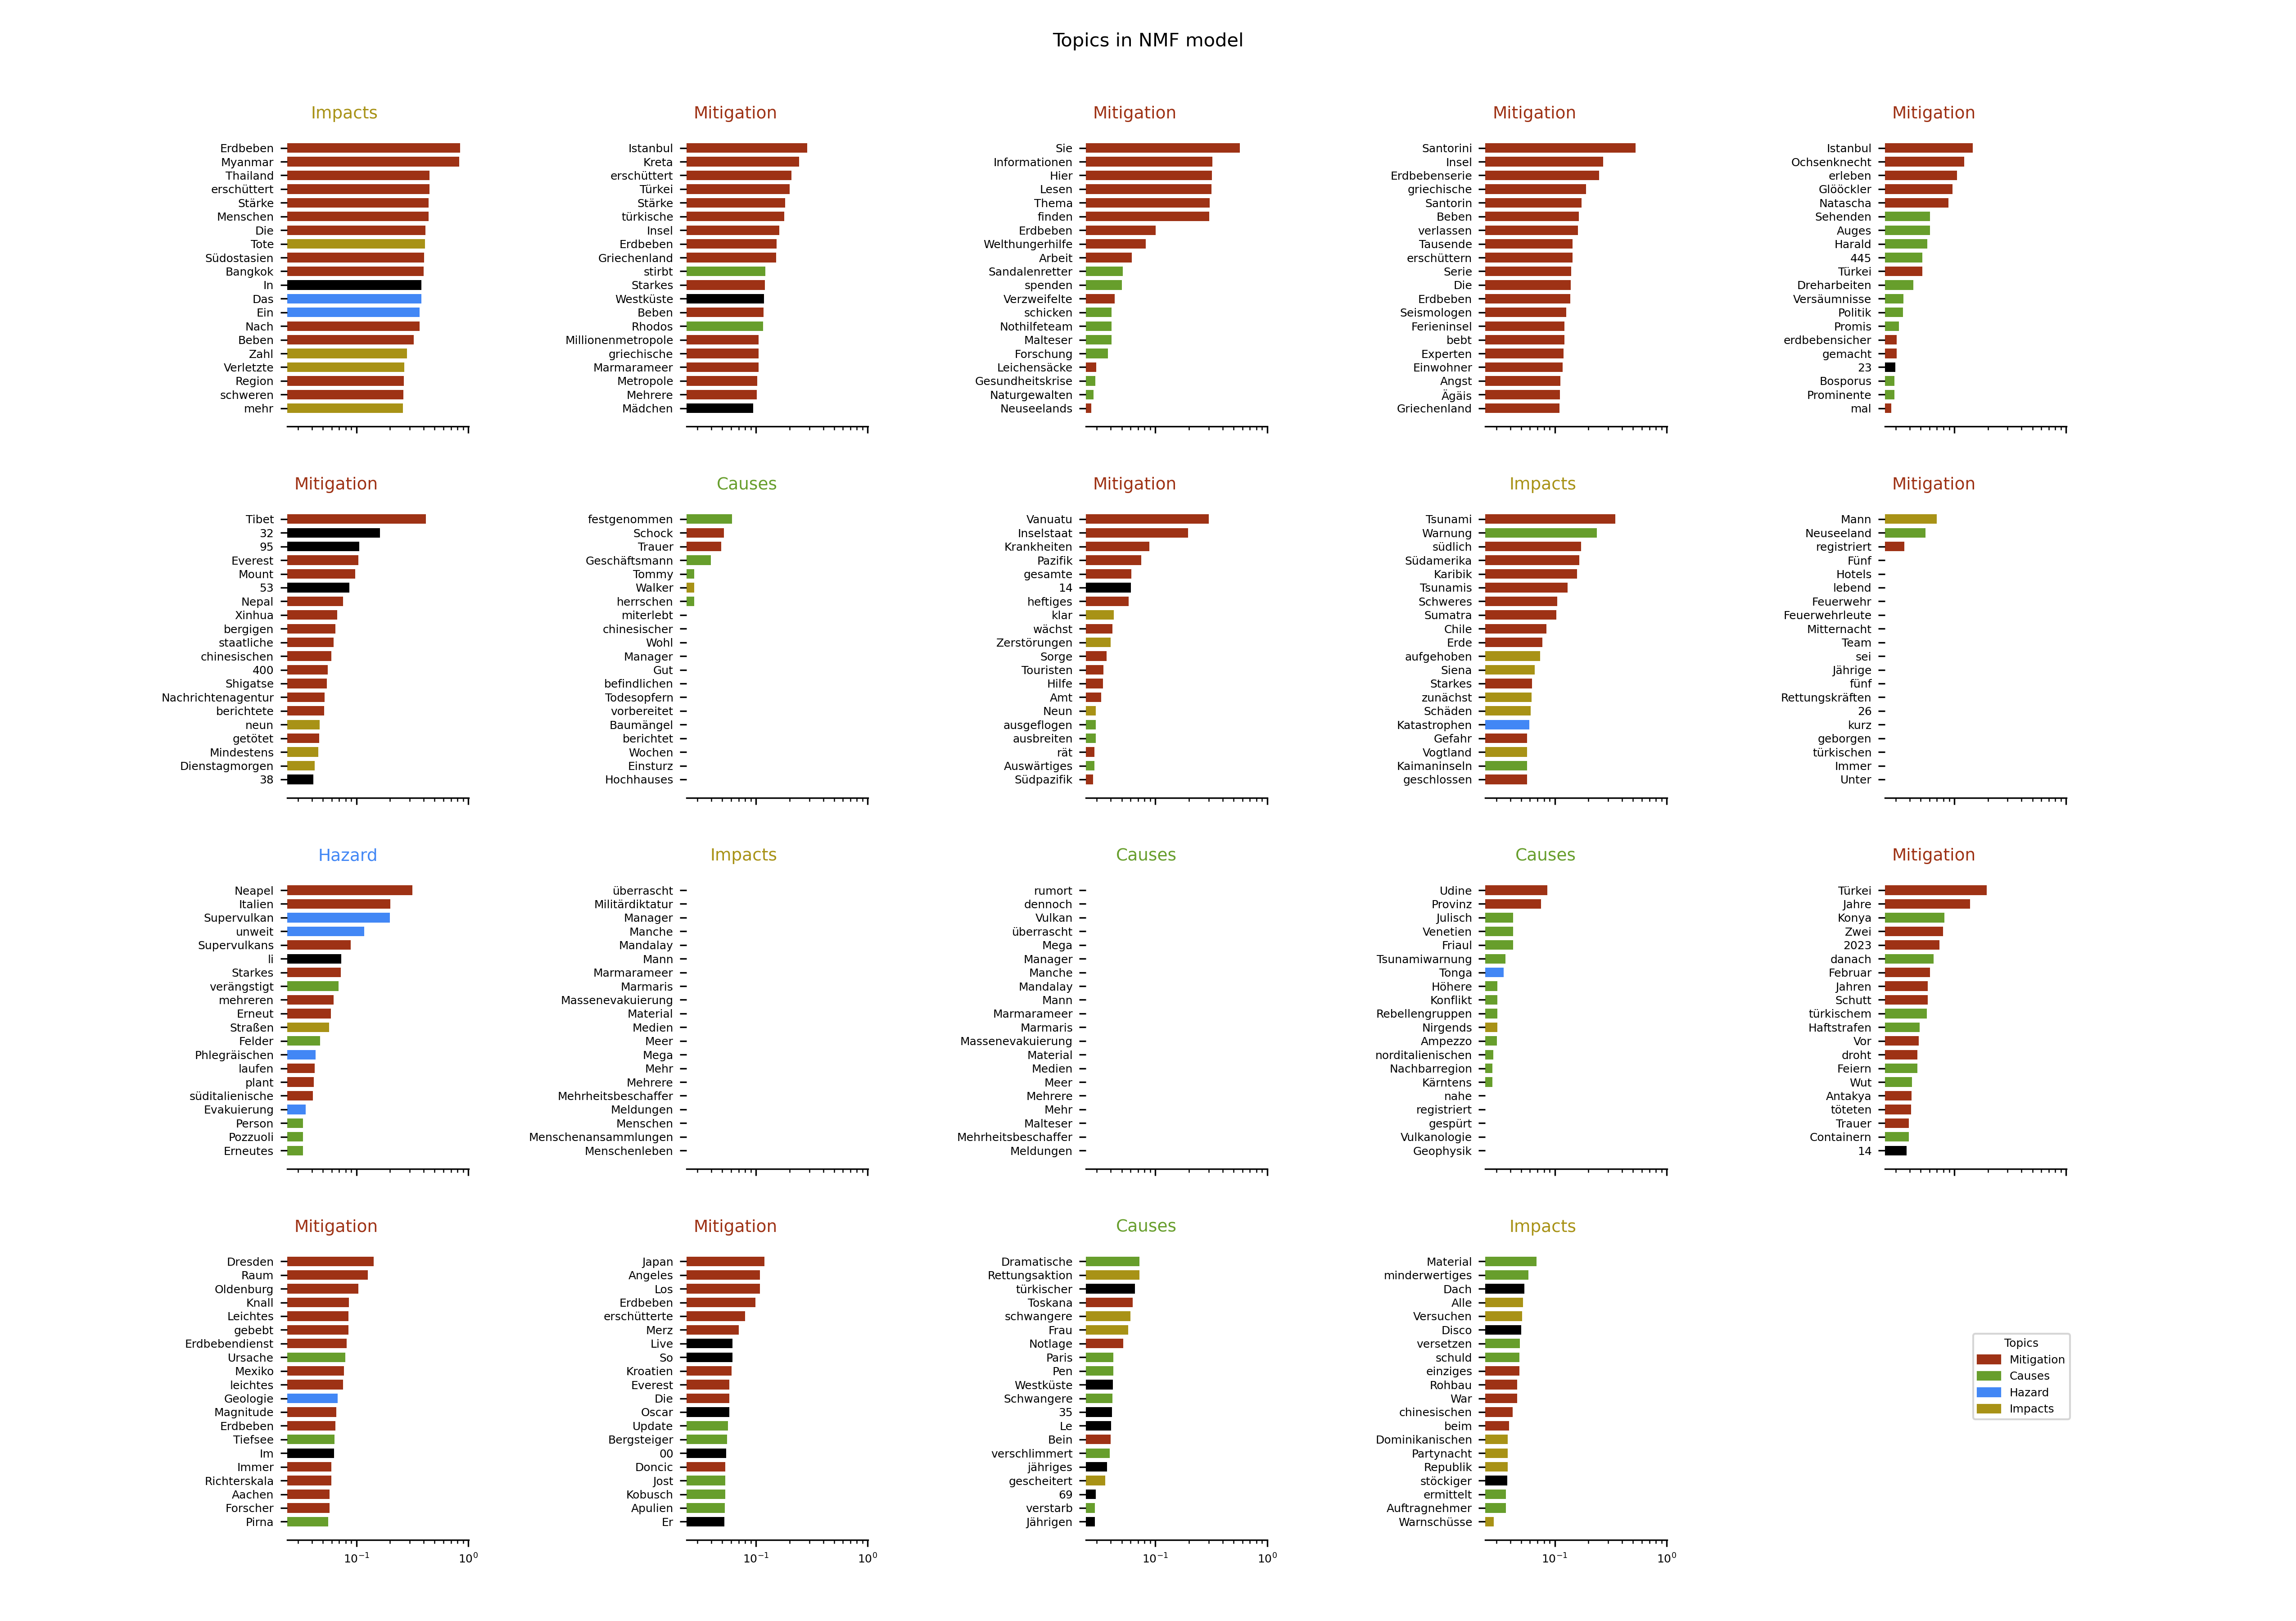 Topics in NMF model
Impacts
Erdbeben
Myanmar
Thailand
erschüttert
Stärke
Menschen
Die
Tote
Südostasien
Bangkok
In
Das
Ein
Nach
Beben
Zahl
Verletzte
Region
schweren
mehr
Mitigation
Istanbul
Kreta
erschüttert
Türkei
Stärke
türkische
Insel
Erdbeben
Griechenland
stirbt
Starkes
Westküste
Beben
Rhodos
Millionenmetropole
griechische
Marmarameer
Metropole
Mehrere
Mädchen
Mitigation
Sie
Informationen
Hier
Lesen
Thema
finden
Erdbeben
Welthungerhilfe
Arbeit
Sandalenretter
spenden
Verzweifelte
schicken
Nothilfeteam
Malteser
Forschung
Leichensäcke
Gesundheitskrise
Naturgewalten
Neuseelands
Mitigation
Santorini
Insel
Erdbebenserie
griechische
Santorin
Beben
verlassen
Tausende
erschüttern
Serie
Die
Erdbeben
Seismologen
Ferieninsel
bebt
Experten
Einwohner
Angst
Ägäis
Griechenland
Mitigation
Istanbul
Ochsenknecht
erleben
Glööckler
Natascha
Sehenden
Auges
Harald
445
Türkei
Dreharbeiten
Versäumnisse
Politik
Promis
erdbebensicher
gemacht
23
Bosporus
Prominente
mal
Mitigation
Tibet
32
95
Everest
Mount
53
Nepal
Xinhua
bergigen
staatliche
chinesischen
400
Shigatse
Nachrichtenagentur
berichtete
neun
getötet
Mindestens
Dienstagmorgen
38
Causes
festgenommen
Schock
Trauer
Geschäftsmann
Tommy
Walker
herrschen
miterlebt
chinesischer
Wohl
Manager
Gut
befindlichen
Todesopfern
vorbereitet
Baumängel
berichtet
Wochen
Einsturz
Hochhauses
Mitigation
Vanuatu
Inselstaat
Krankheiten
Pazifik
gesamte
14
heftiges
klar
wächst
Zerstörungen
Sorge
Touristen
Hilfe
Amt
Neun
ausgeflogen
ausbreiten
rät
Auswärtiges
Südpazifik
Impacts
Tsunami
Warnung
südlich
Südamerika
Karibik
Tsunamis
Schweres
Sumatra
Chile
Erde
aufgehoben
Siena
Starkes
zunächst
Schäden
Katastrophen
Gefahr
Vogtland
Kaimaninseln
geschlossen
Mitigation
Mann
Neuseeland
registriert
Fünf
Hotels
lebend
Feuerwehr
Feuerwehrleute
Mitternacht
Team
sei
Jährige
fünf
Rettungskräften
26
kurz
geborgen
türkischen
Immer
Unter
Hazard
Neapel
Italien
Supervulkan
unweit
Supervulkans
li
Starkes
verängstigt
mehreren
Erneut
Straßen
Felder
Phlegräischen
laufen
plant
süditalienische
Evakuierung
Person
Pozzuoli
Erneutes
Impacts
überrascht
Militärdiktatur
Manager
Manche
Mandalay
Mann
Marmarameer
Marmaris
Massenevakuierung
Material
Medien
Meer
Mega
Mehr
Mehrere
Mehrheitsbeschaffer
Meldungen
Menschen
Menschenansammlungen
Menschenleben
Causes
rumort
dennoch
Vulkan
überrascht
Mega
Manager
Manche
Mandalay
Mann
Marmarameer
Marmaris
Massenevakuierung
Material
Medien
Meer
Mehrere
Mehr
Malteser
Mehrheitsbeschaffer
Meldungen
Causes
Udine
Provinz
Julisch
Venetien
Friaul
Tsunamiwarnung
Tonga
Höhere
Konflikt
Rebellengruppen
Nirgends
Ampezzo
norditalienischen
Nachbarregion
Kärntens
nahe
registriert
gespürt
Vulkanologie
Geophysik
Mitigation
Türkei
Jahre
Konya
Zwei
2023
danach
Februar
Jahren
Schutt
türkischem
Haftstrafen
Vor
droht
Feiern
Wut
Antakya
töteten
Trauer
Containern
14
Mitigation
Dresden
Raum
Oldenburg
Knall
Leichtes
gebebt
Erdbebendienst
Ursache
Mexiko
leichtes
Geologie
Magnitude
Erdbeben
Tiefsee
Im
Immer
Richterskala
Aachen
Forscher
Pirna
10⁻¹ 10⁰
Mitigation
Japan
Angeles
Los
Erdbeben
erschütterte
Merz
Live
So
Kroatien
Everest
Die
Oscar
Update
Bergsteiger
00
Doncic
Jost
Kobusch
Apulien
Er
10⁻¹ 10⁰
Causes
Dramatische
Rettungsaktion
türkischer
Toskana
schwangere
Frau
Notlage
Paris
Pen
Westküste
Schwangere
35
Le
Bein
verschlimmert
jähriges
gescheitert
69
verstarb
Jährigen
10⁻¹ 10⁰
Impacts
Material
minderwertiges
Dach
Alle
Versuchen
Disco
versetzen
schuld
einziges
Rohbau
War
chinesischen
beim
Dominikanischen
Partynacht
Republik
stöckiger
ermittelt
Auftragnehmer
Warnschüsse
10⁻¹ 10⁰
Topics
Mitigation
Causes
Hazard
Impacts